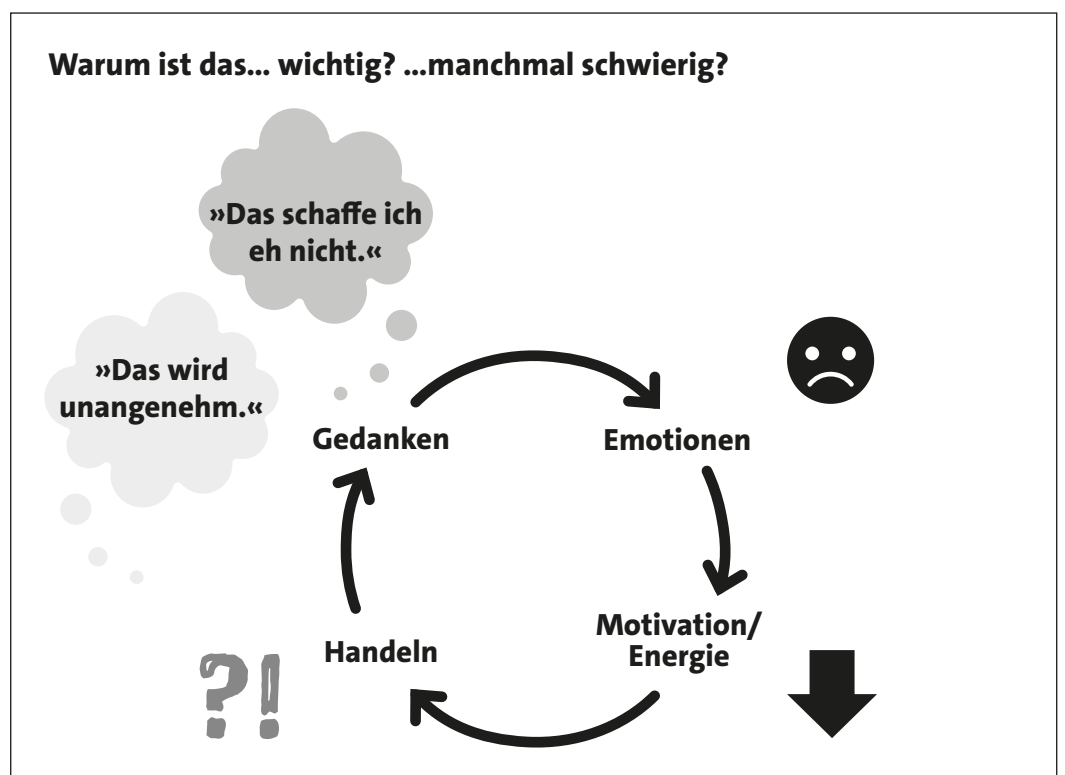 Warum ist das... wichtig? ...manchmal schwierig?
»Das schaffe ich
eh nicht.«
»Das wird
unangenehm.«
Gedanken
Emotionen
Motivation/
Energie
Handeln
?!